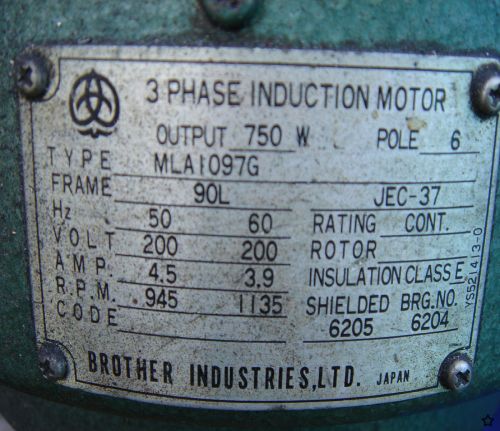 3 PHASE INDUCTION MOTOR
OUTPUT 750 W POLE 6
TYPE MLA1097G
FRAME 90L JEC-37
Hz 50 60 RATING CONT.
VOLT 200 200 ROTOR
AMP. 4.5 3.9 INSULATION CLASS E
R.P.M. 945 1135 SHIELDED BRG.NO.
CODE 6205 6204
BROTHER INDUSTRIES,LTD. JAPAN
YS521413-0